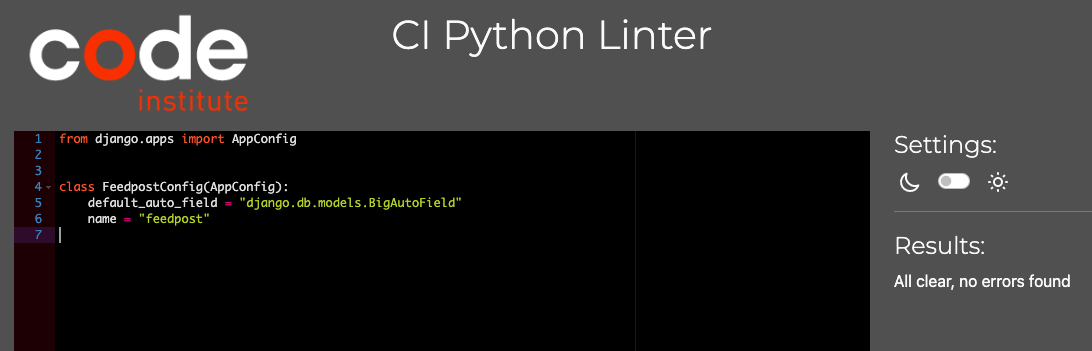 code
institute
CI Python Linter
1 from django.apps import AppConfig
2
3
4 class FeedpostConfig(AppConfig):
5     default_auto_field = "django.db.models.BigAutoField"
6     name = "feedpost"
7
Settings:
Results:
All clear, no errors found